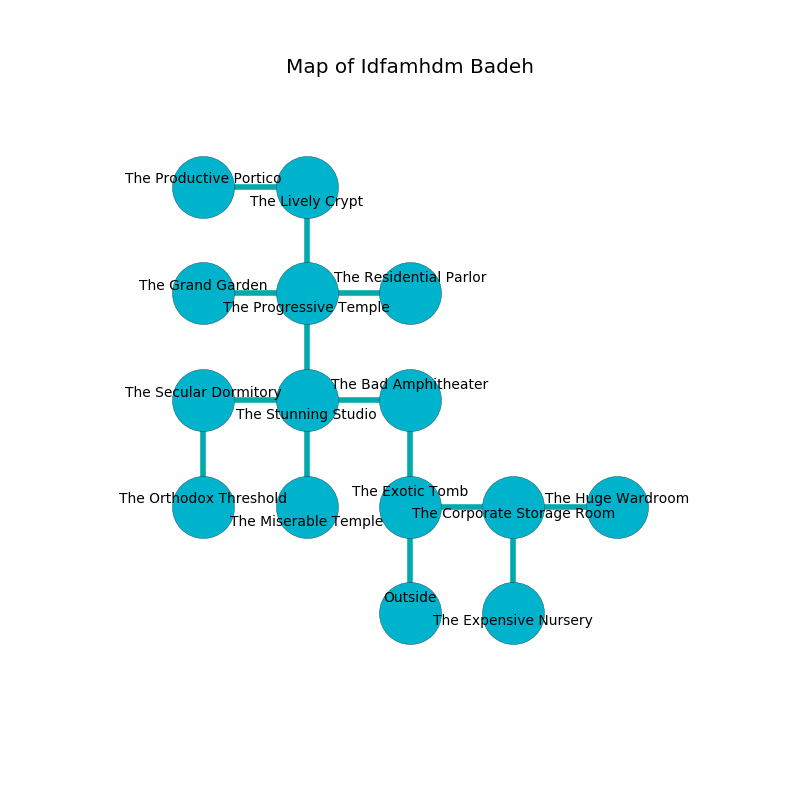 Map of Idfamhdm Badeh
The Productive Portico
The Lively Crypt
The Residential Parlor
The Grand Garden
The Progressive Temple
The Bad Amphitheater
The Secular Dormitory
The Stunning Studio
The Exotic Tomb
The Orthodox Threshold
The Huge Wardroom
The Corporate Storage Room
The Miserable Temple
Outside
The Expensive Nursery